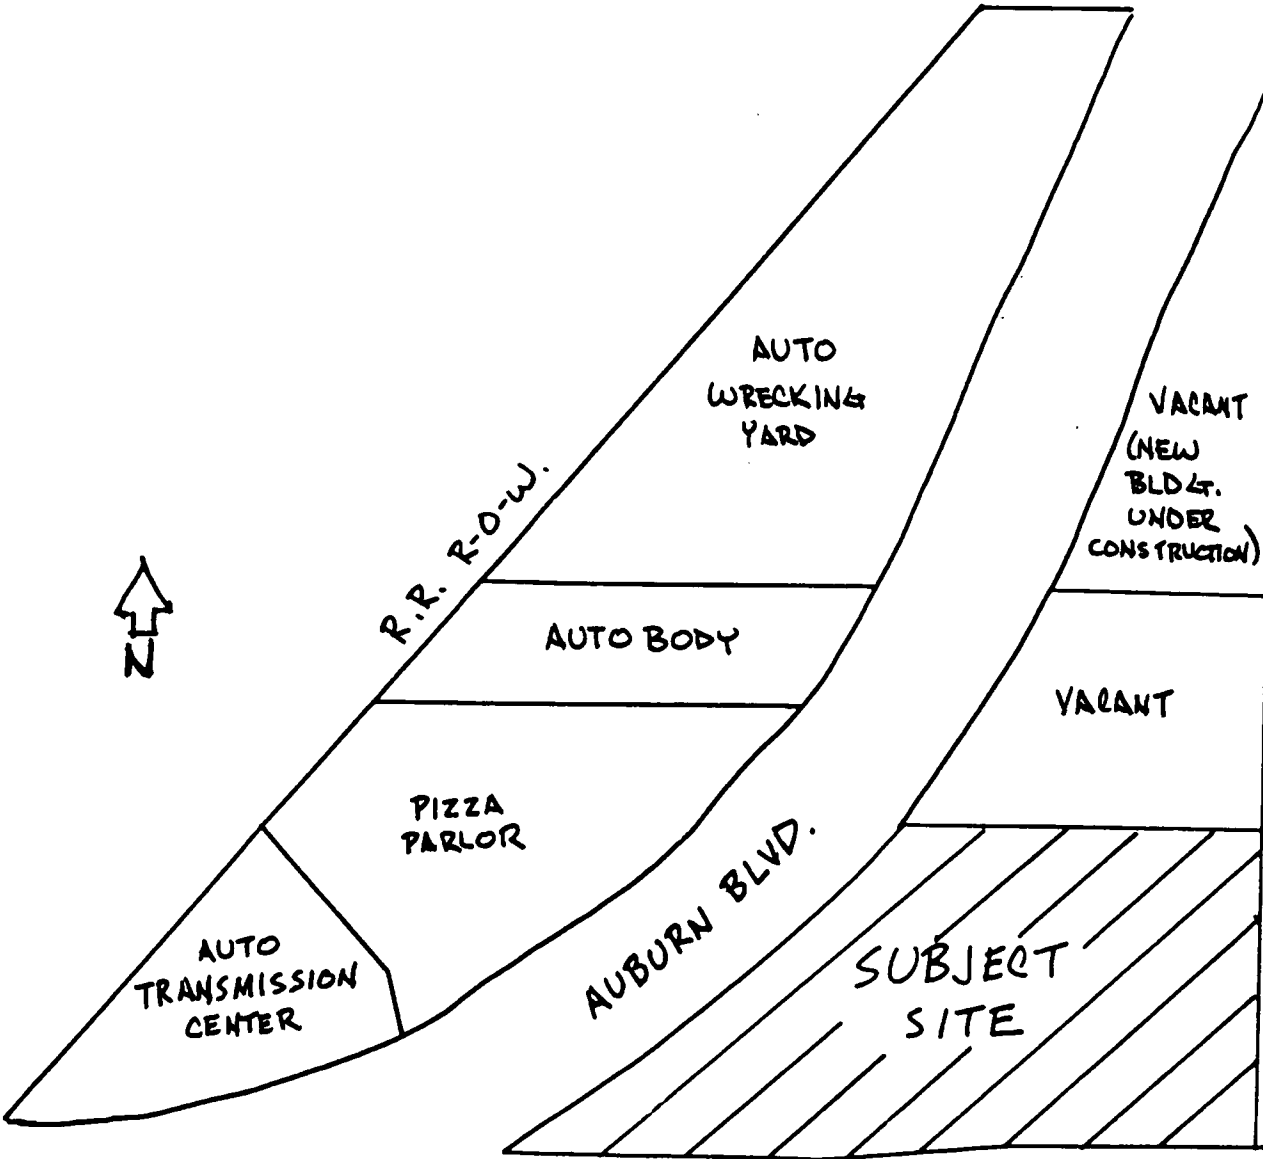 AUTO
WRECKING
YARD
VACANT
(NEW
BLDG.
UNDER
CONSTRUCTION)
R.R. R-O-W.
N
AUTO BODY
VACANT
PIZZA
PARLOR
AUBURN BLVD.
AUTO
TRANSMISSION
CENTER
SUBJECT
SITE